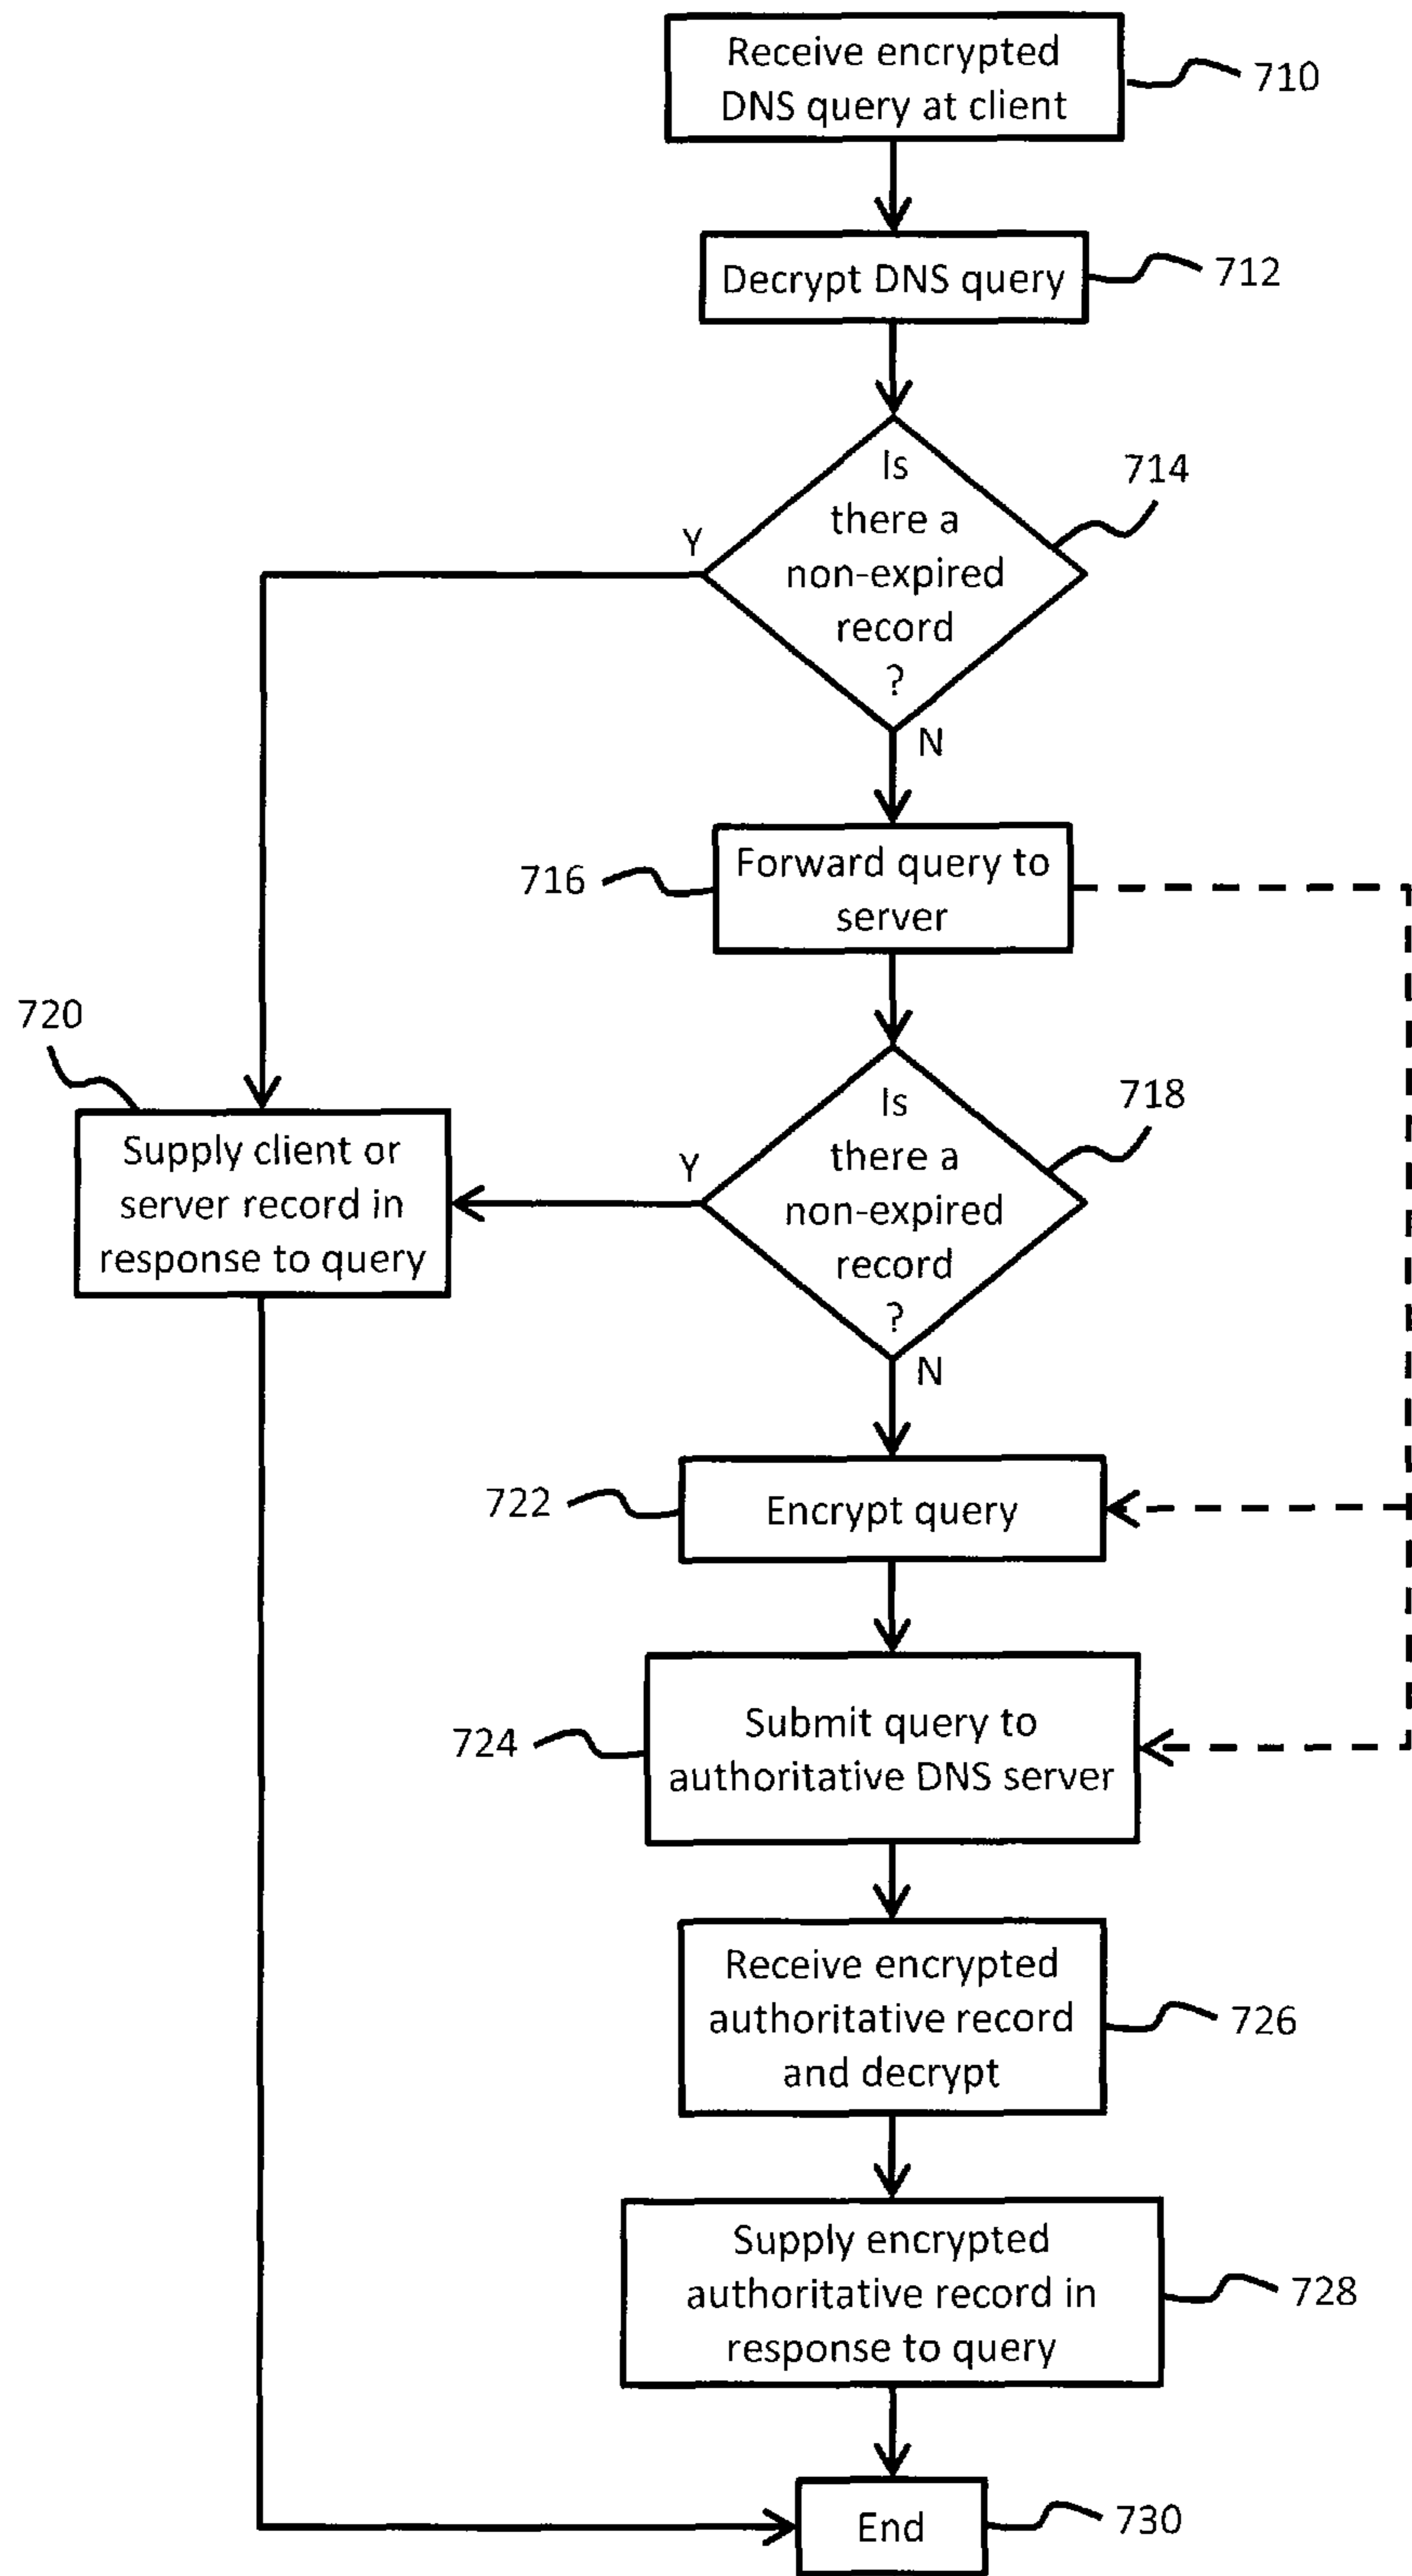 Receive encrypted
DNS query at client
710
Decrypt DNS query
712
Is
there a
non-expired
record
?
714
Y
N
716
Forward query to
server
720
Supply client or
server record in
response to query
Is
there a
non-expired
record
?
718
Y
N
722
Encrypt query
724
Submit query to
authoritative DNS server
Receive encrypted
authoritative record
and decrypt
726
Supply encrypted
authoritative record in
response to query
728
End
730